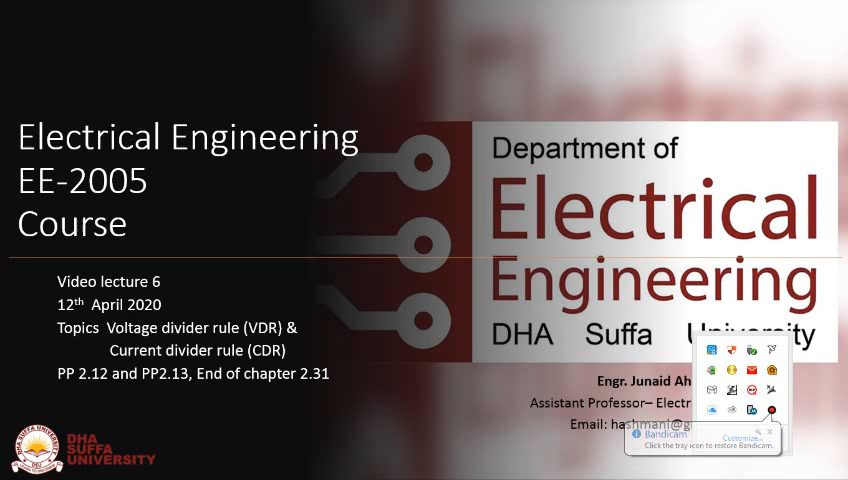 Electrical Engineering
EE-2005
Course
Video lecture 6
12th April 2020
Topics Voltage divider rule (VDR) &
Current divider rule (CDR)
PP 2.12 and PP2.13, End of chapter 2.31
Department of
Electrical
Engineering
DHA Suffa University
Engr. Junaid
Assistant Professor–
Email:
Bandicam
Customize...
Click the tray icon to restore Bandicam.
DHA
SUFFA
UNIVERSITY